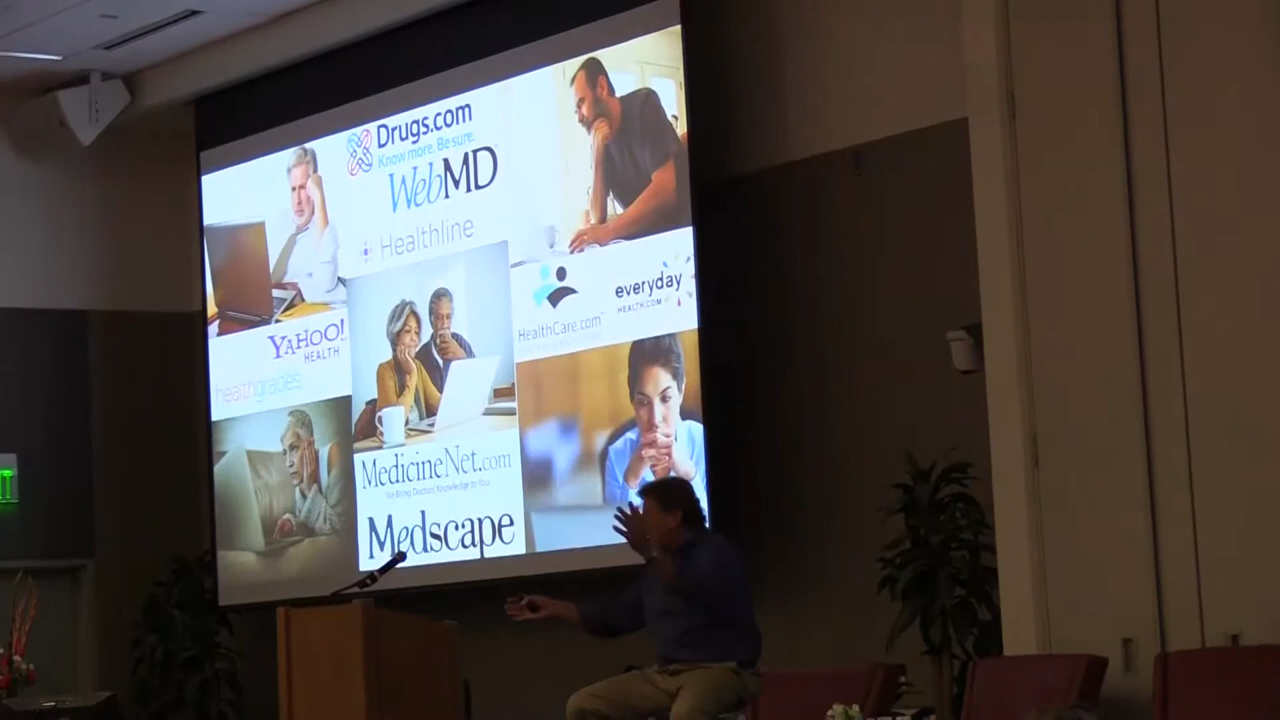 Drugs.com
Know more. Be sure.
WebMD
Healthline
HealthCare.com
everyday
HEALTH.COM
YAHOO!
HEALTH
healthgrades
MedicineNet.com
We Bring Doctors' Knowledge to You
Medscape